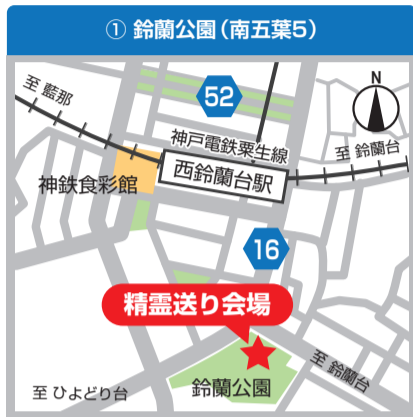 ① 鈴蘭公園（南五葉5）
至 藍那
52
N
神戸電鉄粟生線
至 鈴蘭台
西鈴蘭台駅
神鉄食彩館
16
精霊送り会場
至 鈴蘭台
至 ひよどり台
鈴蘭公園